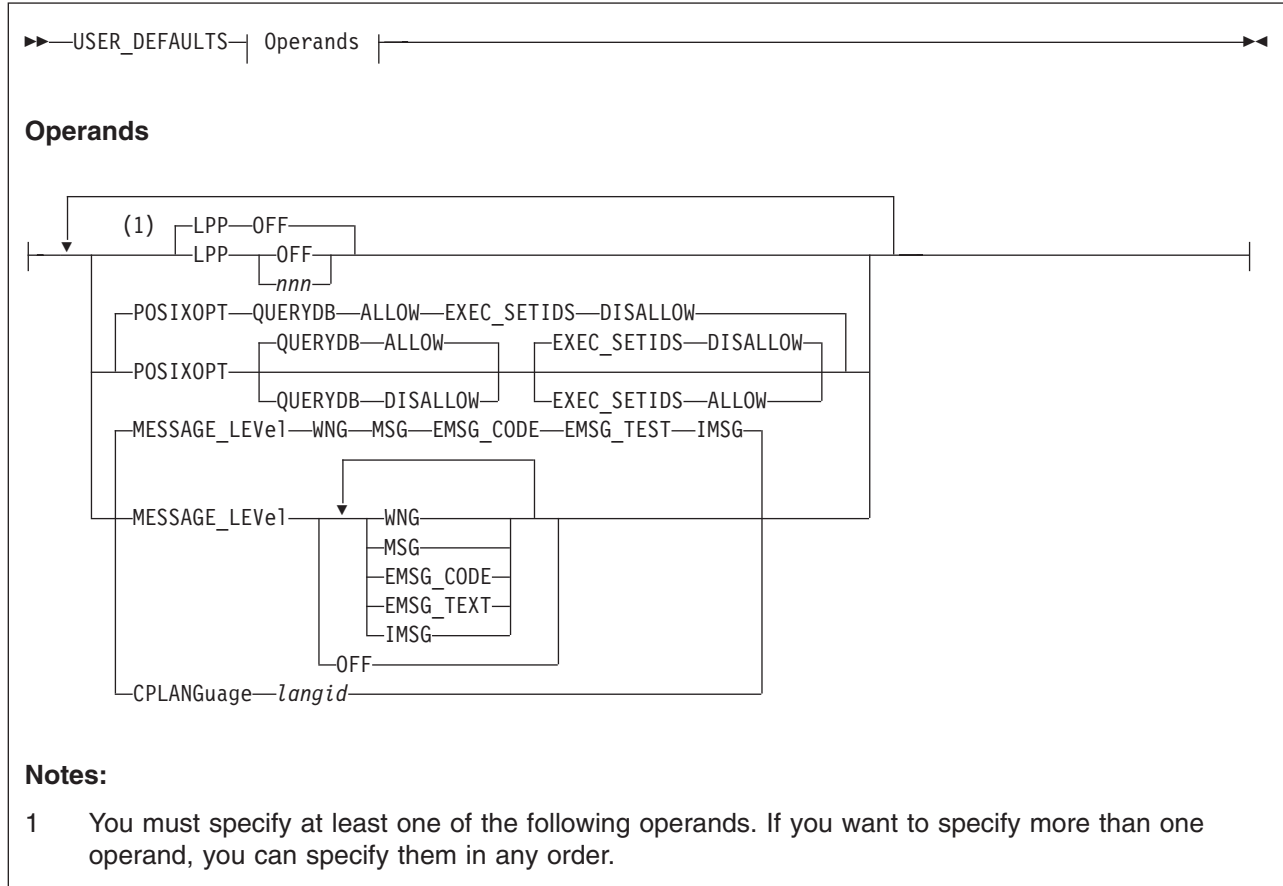 USER_DEFAULTS Operands
Operands
(1) LPP OFF
LPP OFF
nnn
POSIXOPT QUERYDB ALLOW EXEC_SETIDS DISALLOW
QUERYDB ALLOW EXEC_SETIDS DISALLOW
POSIXOPT
QUERYDB DISALLOW EXEC_SETIDS ALLOW
MESSAGE_LEVel WNG MSG EMSG_CODE EMSG_TEST IMSG
MESSAGE_LEVel WNG
MSG
EMSG_CODE
EMSG_TEXT
IMSG
OFF
CPLANGuage langid
Notes:
1 You must specify at least one of the following operands. If you want to specify more than one
operand, you can specify them in any order.